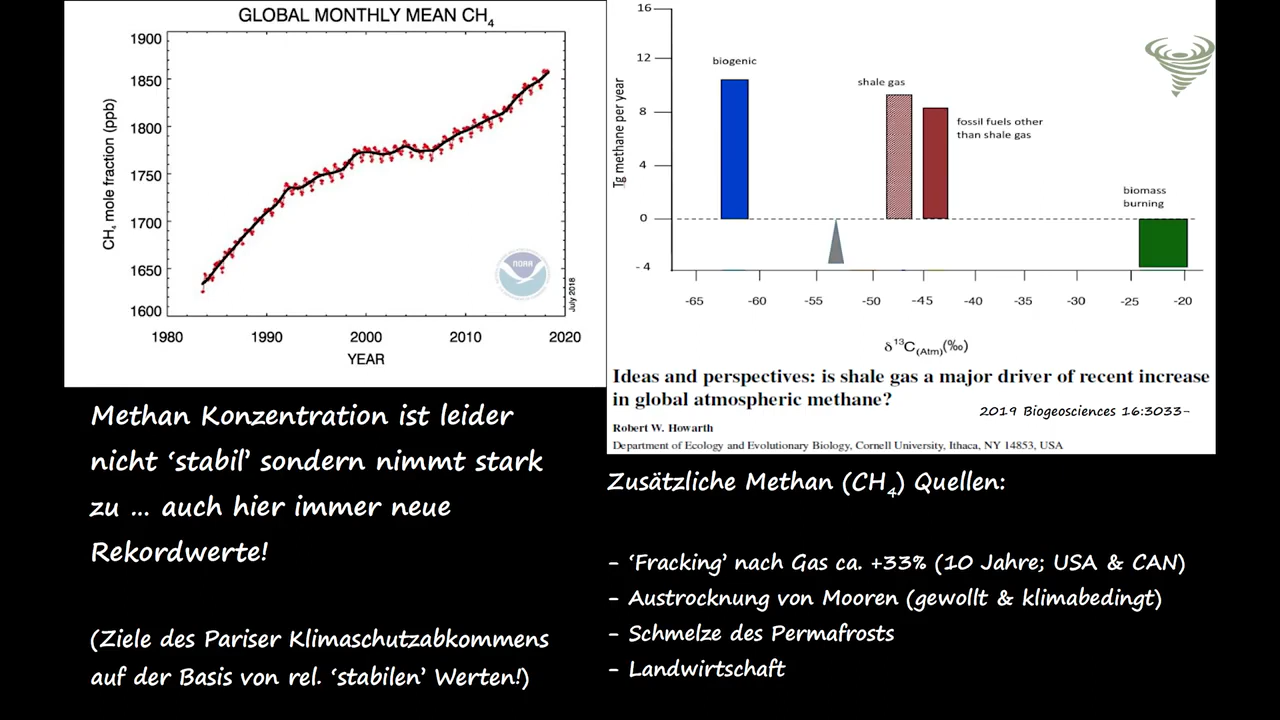 GLOBAL MONTHLY MEAN CH4
1900
1850
1800
1750
1700
1650
1600
CH4 mole fraction (ppb)
1980
1990
2000
2010
2020
YEAR
NOAA
July 2018
16
12
8
4
0
-4
Tg methane per year
biogenic
shale gas
fossil fuels other
than shale gas
biomass
burning
-65
-60
-55
-50
-45
-40
-35
-30
-25
-20
δ13C(Atm)(‰)
Ideas and perspectives: is shale gas a major driver of recent increase
in global atmospheric methane?
2019 Biogeosciences 16:3033-
Robert W. Howarth
Department of Ecology and Evolutionary Biology, Cornell University, Ithaca, NY 14853, USA
Methan Konzentration ist leider
nicht ‘stabil’ sondern nimmt stark
zu ... auch hier immer neue
Rekordwerte!
(Ziele des Pariser Klimaschutzabkommens
auf der Basis von rel. ‘stabilen’ Werten!)
Zusätzliche Methan (CH4) Quellen:
- ‘Fracking’ nach Gas ca. +33% (10 Jahre; USA & CAN)
- Austrocknung von Mooren (gewollt & klimabedingt)
- Schmelze des Permafrosts
- Landwirtschaft